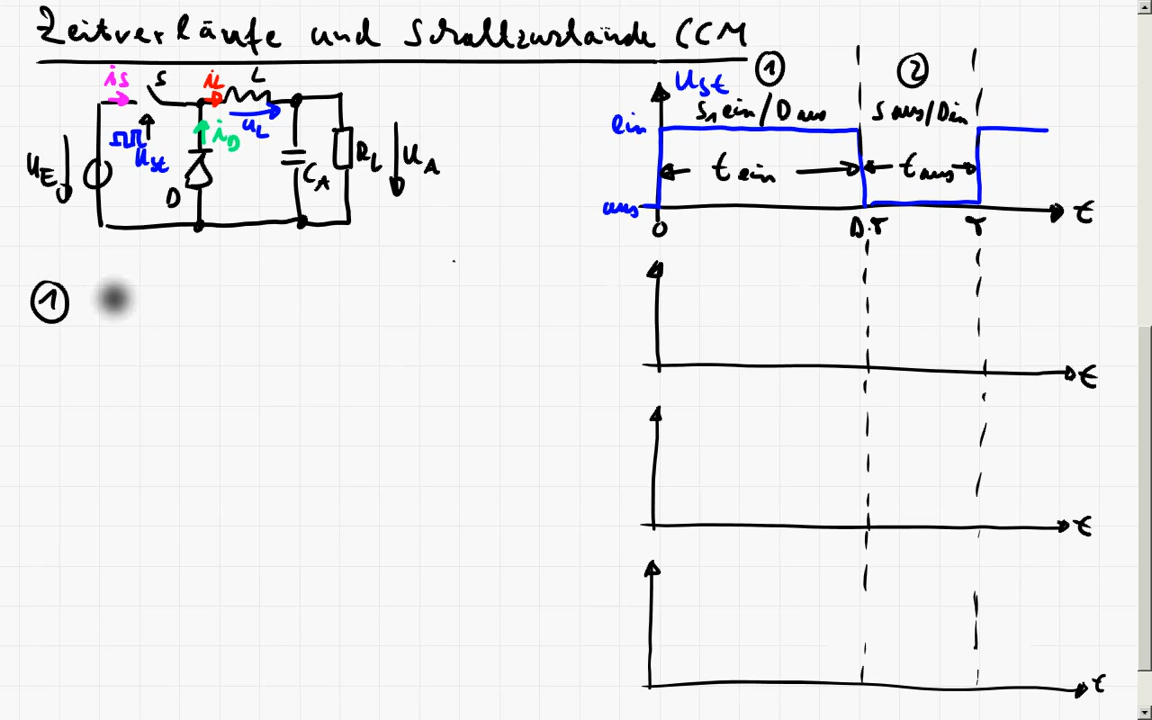 Zeitverläufe und Schaltzustände CCM
iS S iL L
uL
iD
USt
UE
D
CA
RL
UA
USt
① ②
S1 ein/D aus S aus/D ein
ein
tein taus
aus
0 D·T T t
①
t
t
t